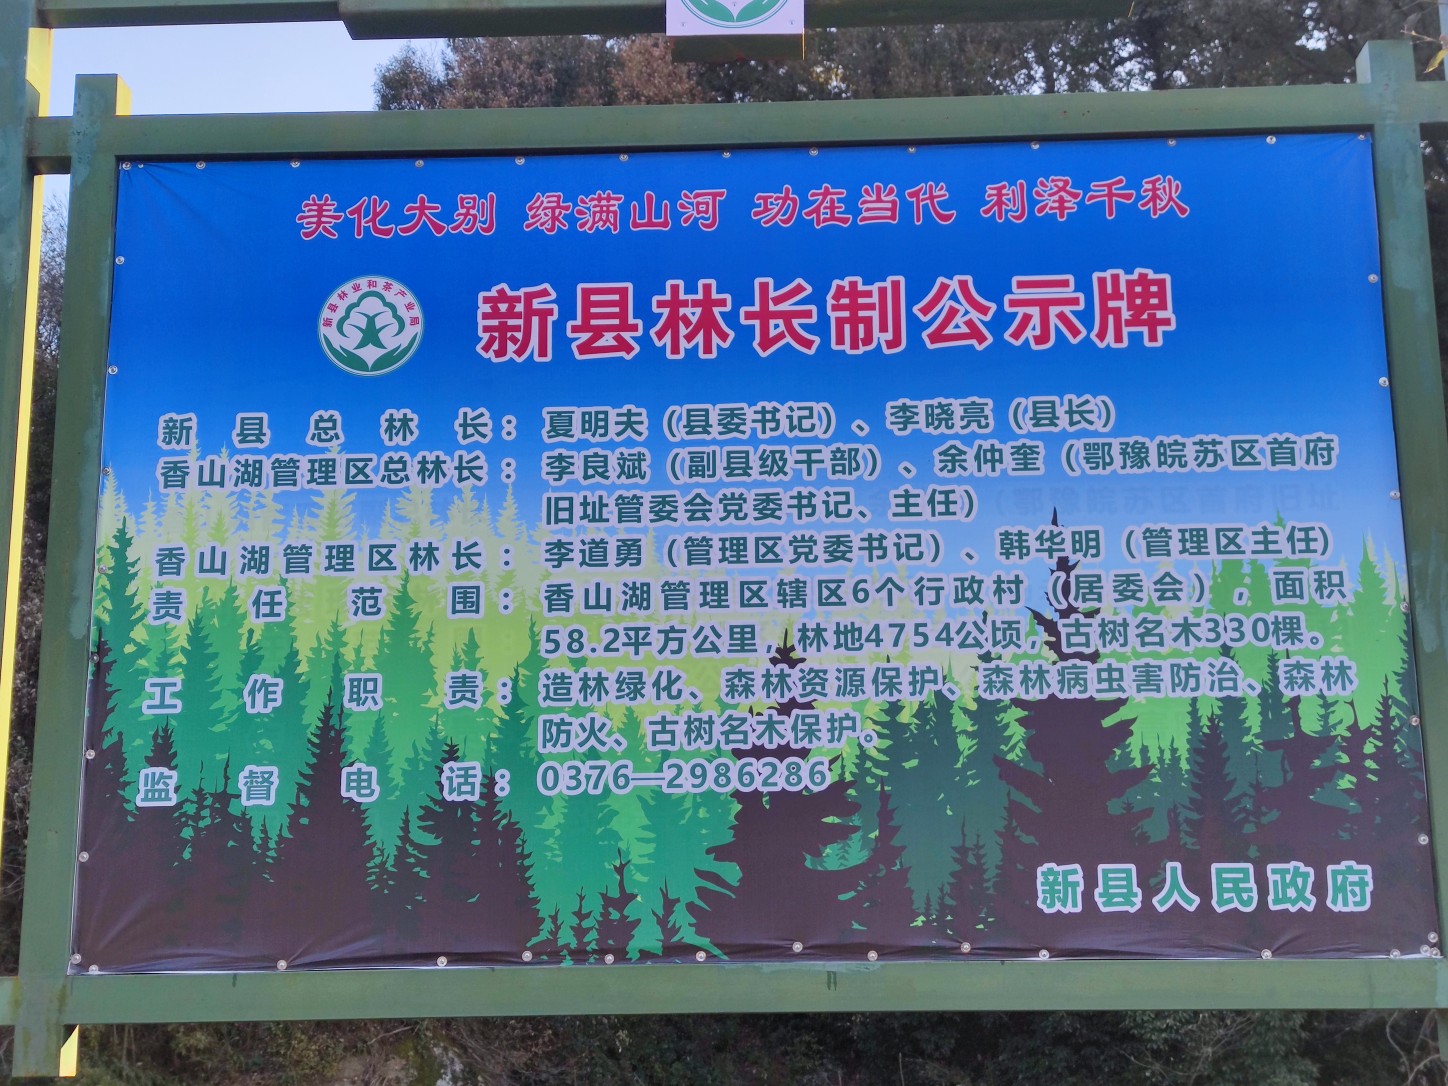 美化大别 绿满山河 功在当代 利泽千秋
新县林业和茶产业局
新县林长制公示牌
新县总林长：夏明夫（县委书记）、李晓亮（县长）
香山湖管理区总林长：李良斌（副县级干部）、余仲奎（鄂豫皖苏区首府
旧址管委会党委书记、主任）
香山湖管理区林长：李道勇（管理区党委书记）、韩华明（管理区主任）
责任范围：香山湖管理区辖区6个行政村（居委会），面积
58.2平方公里，林地4754公顷，古树名木330棵。
工作职责：造林绿化、森林资源保护、森林病虫害防治、森林
防火、古树名木保护。
监督电话：0376—2986286
新县人民政府